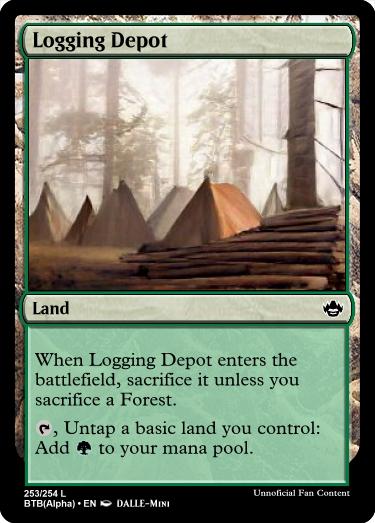 Logging Depot
Land
When Logging Depot enters the
battlefield, sacrifice it unless you
sacrifice a Forest.
, Untap a basic land you control:
Add to your mana pool.
253/254 L
Unnofficial Fan Content
BTB(Alpha) • EN DALLE-Mini